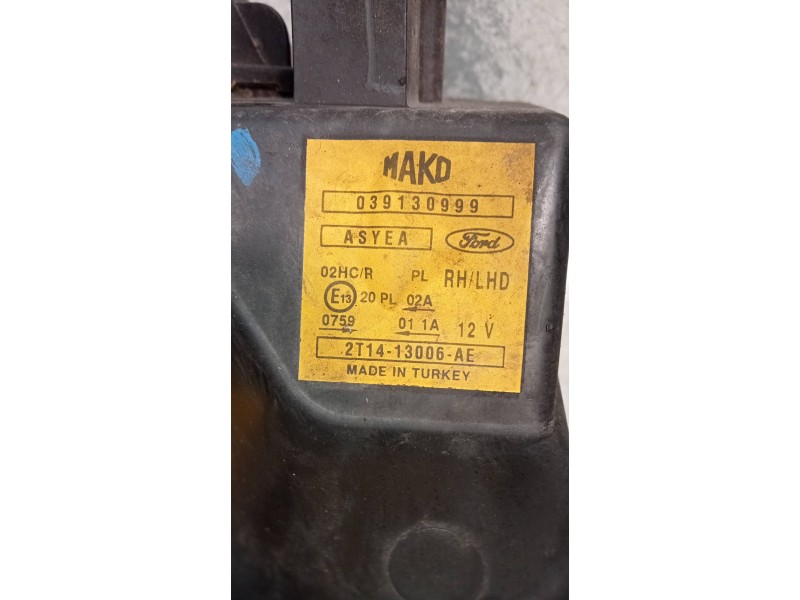 MAKO
039130999
ASYEA Ford
02HC/R PL RH/LHD
E13 20 PL 02A
0759 01 1A 12 V
2T14-13006-AE
MADE IN TURKEY